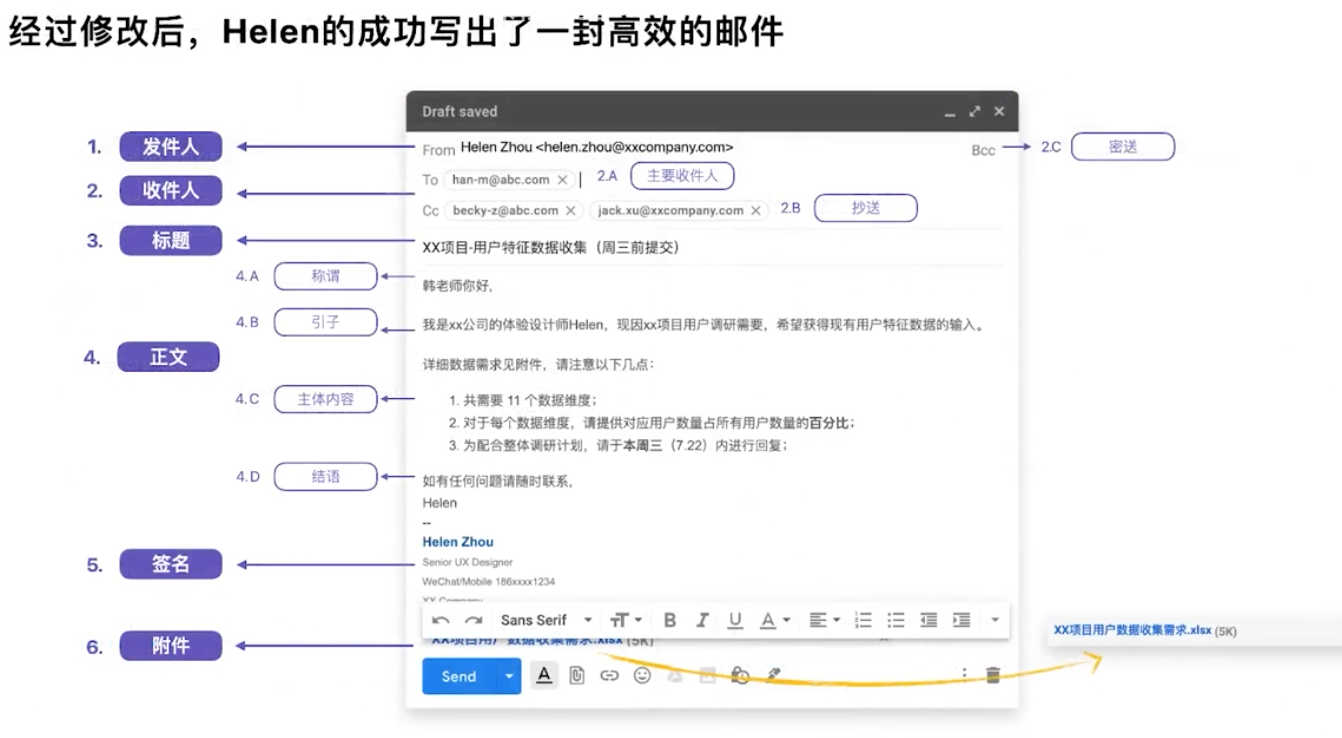 经过修改后，Helen的成功写出了一封高效的邮件
Draft saved
1. 发件人
From Helen Zhou <helen.zhou@xxcompany.com>
Bcc
2.C 密送
To han-m@abc.com
2.A 主要收件人
2. 收件人
Cc becky-z@abc.com jack.xu@xxcompany.com
2.B 抄送
3. 标题
XX项目-用户特征数据收集（周三前提交）
4.A 称谓
韩老师你好，
4.B 引子
我是xx公司的体验设计师Helen，现因xx项目用户调研需要，希望获得现有用户特征数据的输入。
4. 正文
详细数据需求见附件，请注意以下几点：
4.C 主体内容
1. 共需要 11 个数据维度；
2. 对于每个数据维度，请提供对应用户数量占所有用户数量的百分比；
3. 为配合整体调研计划，请于本周三（7.22）内进行回复；
4.D 结语
如有任何问题请随时联系，
Helen
--
Helen Zhou
5. 签名
Senior UX Designer
WeChat/Mobile 186xxxx1234
XX Company
Sans Serif
6. 附件
XX项目用户数据收集需求.xlsx (5K)
XX项目用户数据收集需求.xlsx (5K)
Send